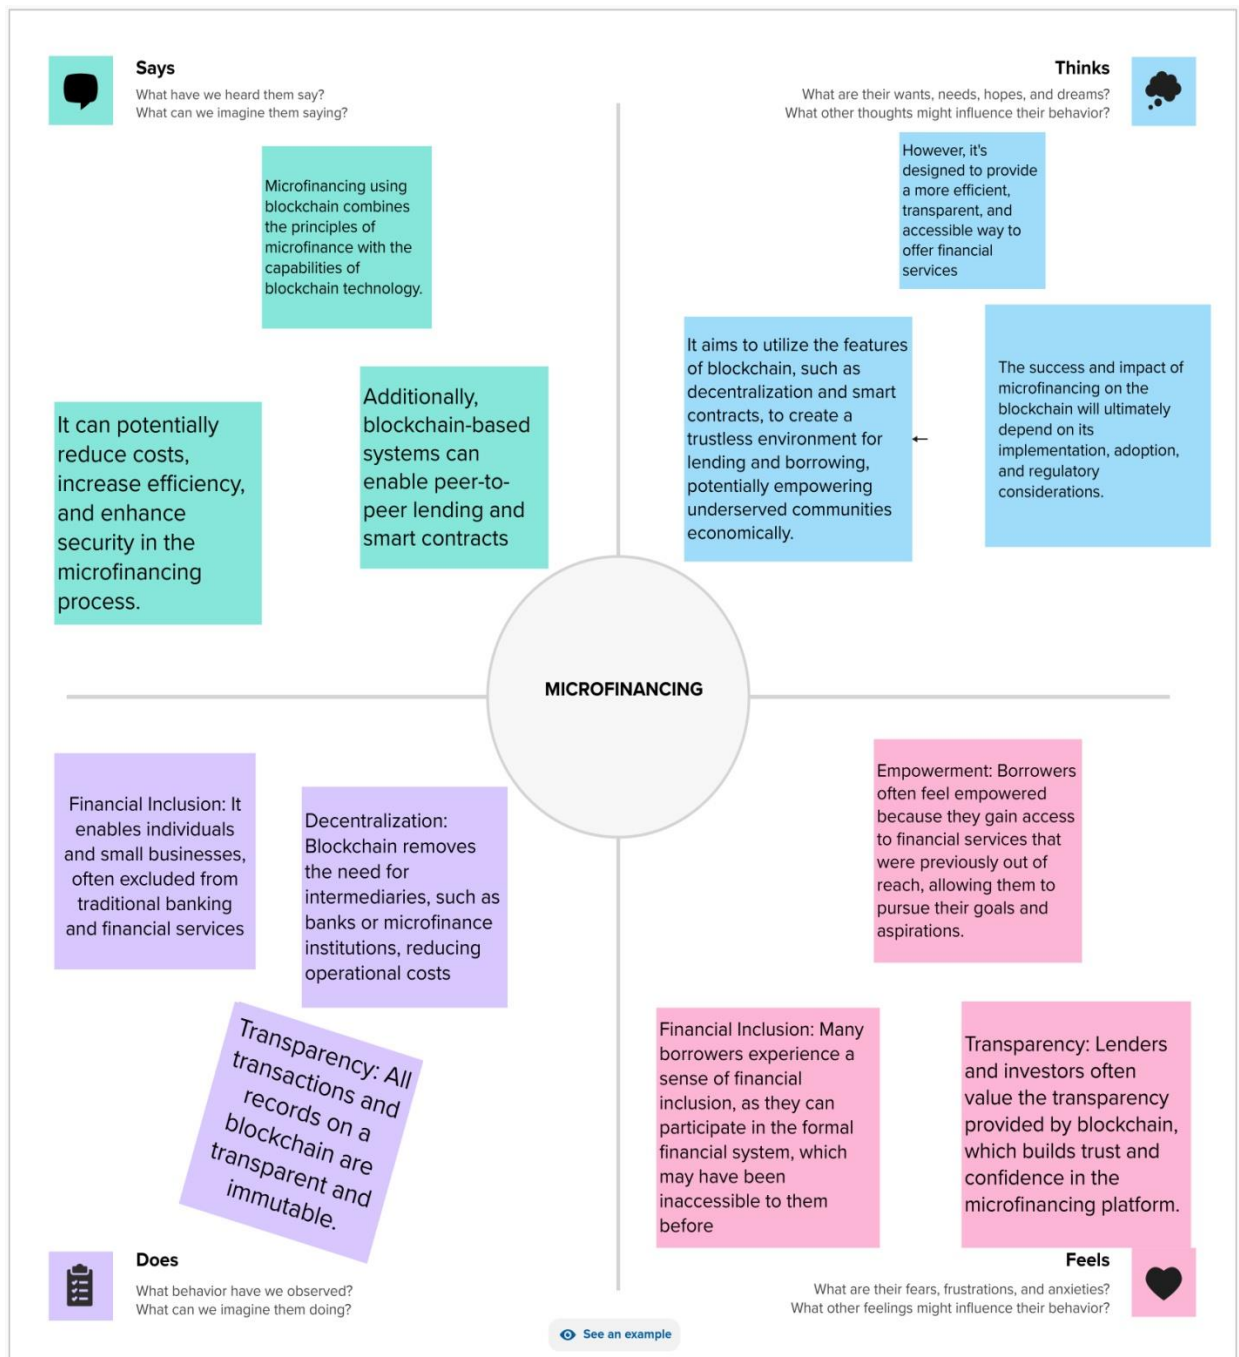 Says
What have we heard them say?
What can we imagine them saying?
Microfinancing using
blockchain combines
the principles of
microfinance with the
capabilities of
blockchain technology.
It can potentially
reduce costs,
increase efficiency,
and enhance
security in the
microfinancing
process.
Additionally,
blockchain-based
systems can
enable peer-to-
peer lending and
smart contracts
Thinks
What are their wants, needs, hopes, and dreams?
What other thoughts might influence their behavior?
However, it's
designed to provide
a more efficient,
transparent, and
accessible way to
offer financial
services
It aims to utilize the features
of blockchain, such as
decentralization and smart
contracts, to create a
trustless environment for
lending and borrowing,
potentially empowering
underserved communities
economically.
The success and impact of
microfinancing on the
blockchain will ultimately
depend on its
implementation, adoption,
and regulatory
considerations.
MICROFINANCING
Financial Inclusion: It
enables individuals
and small businesses,
often excluded from
traditional banking
and financial services
Decentralization:
Blockchain removes
the need for
intermediaries, such as
banks or microfinance
institutions, reducing
operational costs
Transparency: All
transactions and
records on a
blockchain are
transparent and
immutable.
Does
What behavior have we observed?
What can we imagine them doing?
Empowerment: Borrowers
often feel empowered
because they gain access
to financial services that
were previously out of
reach, allowing them to
pursue their goals and
aspirations.
Financial Inclusion: Many
borrowers experience a
sense of financial
inclusion, as they can
participate in the formal
financial system, which
may have been
inaccessible to them
before
Transparency: Lenders
and investors often
value the transparency
provided by blockchain,
which builds trust and
confidence in the
microfinancing platform.
Feels
What are their fears, frustrations, and anxieties?
What other feelings might influence their behavior?
See an example